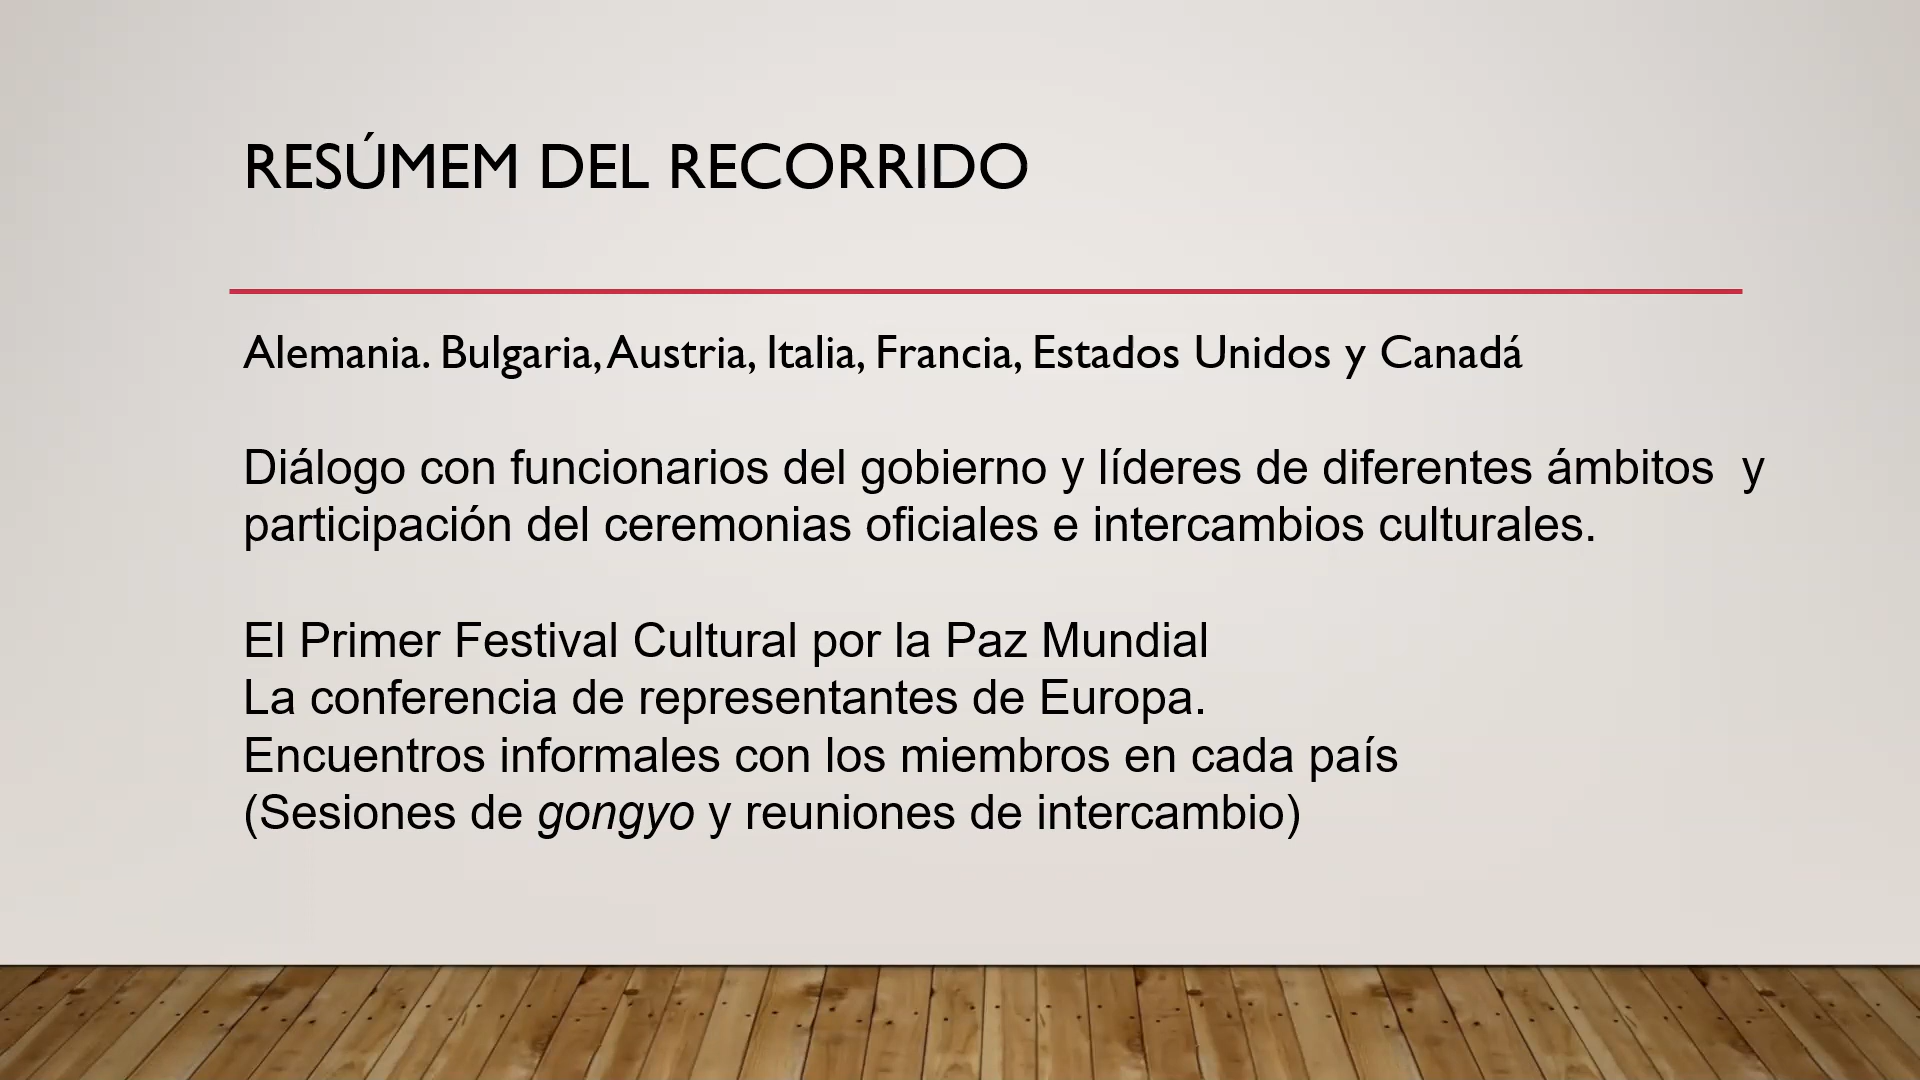 RESÚMEM DEL RECORRIDO
Alemania. Bulgaria, Austria, Italia, Francia, Estados Unidos y Canadá
Diálogo con funcionarios del gobierno y líderes de diferentes ámbitos  y
participación del ceremonias oficiales e intercambios culturales.
El Primer Festival Cultural por la Paz Mundial
La conferencia de representantes de Europa.
Encuentros informales con los miembros en cada país
(Sesiones de gongyo y reuniones de intercambio)